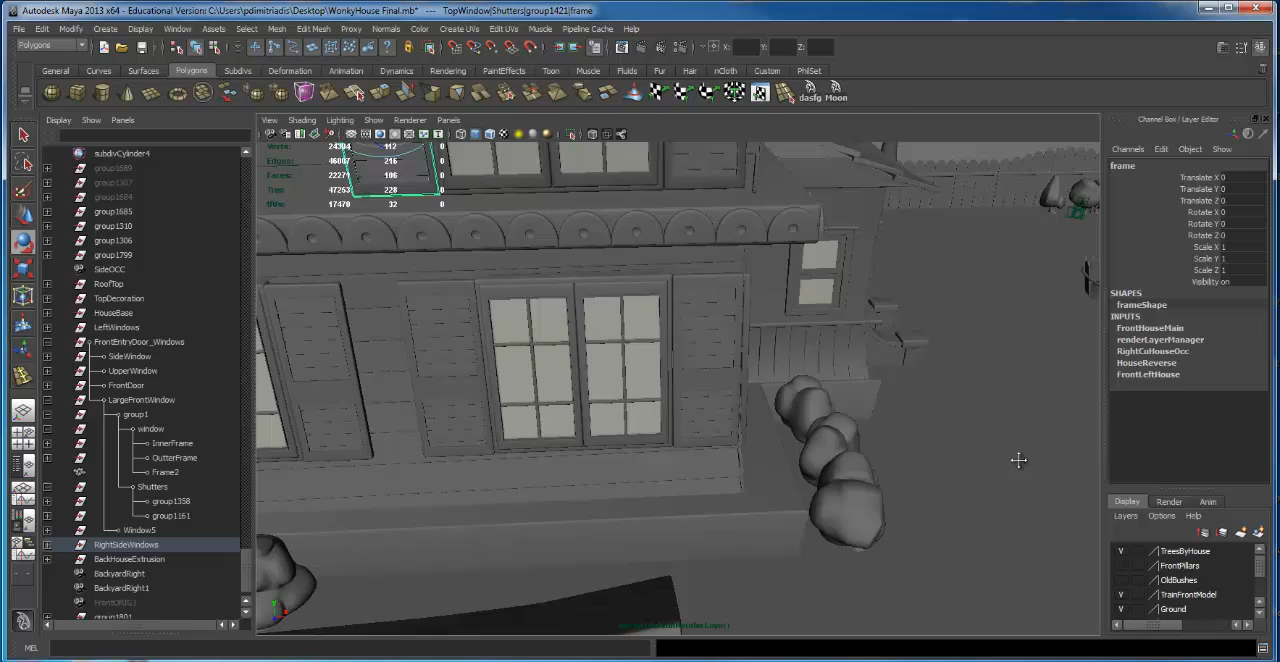 Autodesk Maya 2013 x64 - Educational Version: C:\Users\pdimitriadis\Desktop\WonkyHouse Final.mb* --- TopWindow|Shutters|group1421|frame
File Edit Modify Create Display Window Assets Select Mesh Edit Mesh Proxy Normals Color Create UVs Edit UVs Muscle Pipeline Cache Help
Polygons X: Y: Z:
General Curves Surfaces Polygons Subdivs Deformation Animation Dynamics Rendering PaintEffects Toon Muscle Fluids Fur Hair nCloth Custom PhilSet
dasfg Moon
Display Show Panels
View Shading Lighting Show Renderer Panels
Channel Box / Layer Editor
Channels Edit Object Show
subdivCylinder4
group1689
group1307
group1684
group1685
group1310
group1306
group1799
SideOCC
RoofTop
TopDecoration
HouseBase
LeftWindows
FrontEntryDoor_Windows
SideWindow
UpperWindow
FrontDoor
LargeFrontWindow
group1
window
InnerFrame
OutterFrame
Frame2
Shutters
group1358
group1161
Window5
RightSideWindows
BackHouseExtrusion
BackyardRight
BackyardRight1
FrontORIG1
group1801
Verts: 24304 112 0
Edges: 46007 216 0
Faces: 22271 106 0
Tris: 47253 228 0
UVs: 17470 32 0
frame
Translate X 0
Translate Y 0
Translate Z 0
Rotate X 0
Rotate Y 0
Rotate Z 0
Scale X 1
Scale Y 1
Scale Z 1
Visibility on
SHAPES
frameShape
INPUTS
FrontHouseMain
renderLayerManager
RightCuHouseOcc
HouseReverse
FrontLeftHouse
Display Render Anim
Layers Options Help
V TreesByHouse
FrontPillars
OldBushes
V TrainFrontModel
V Ground
MEL